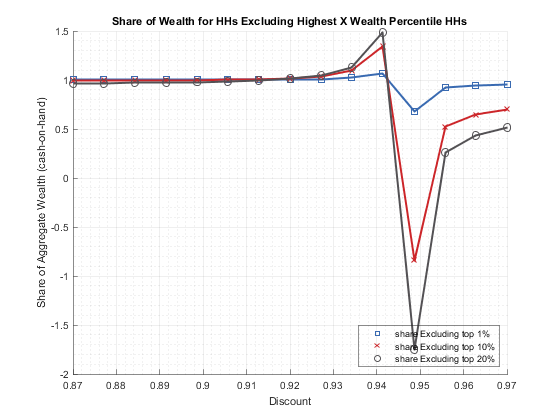 Share of Wealth for HHs Excluding Highest X Wealth Percentile HHs
1.5
1
0.5
0
-0.5
-1
-1.5
-2
Share of Aggregate Wealth (cash-on-hand)
share Excluding top 1%
share Excluding top 10%
share Excluding top 20%
0.87 0.88 0.89 0.9 0.91 0.92 0.93 0.94 0.95 0.96 0.97
Discount